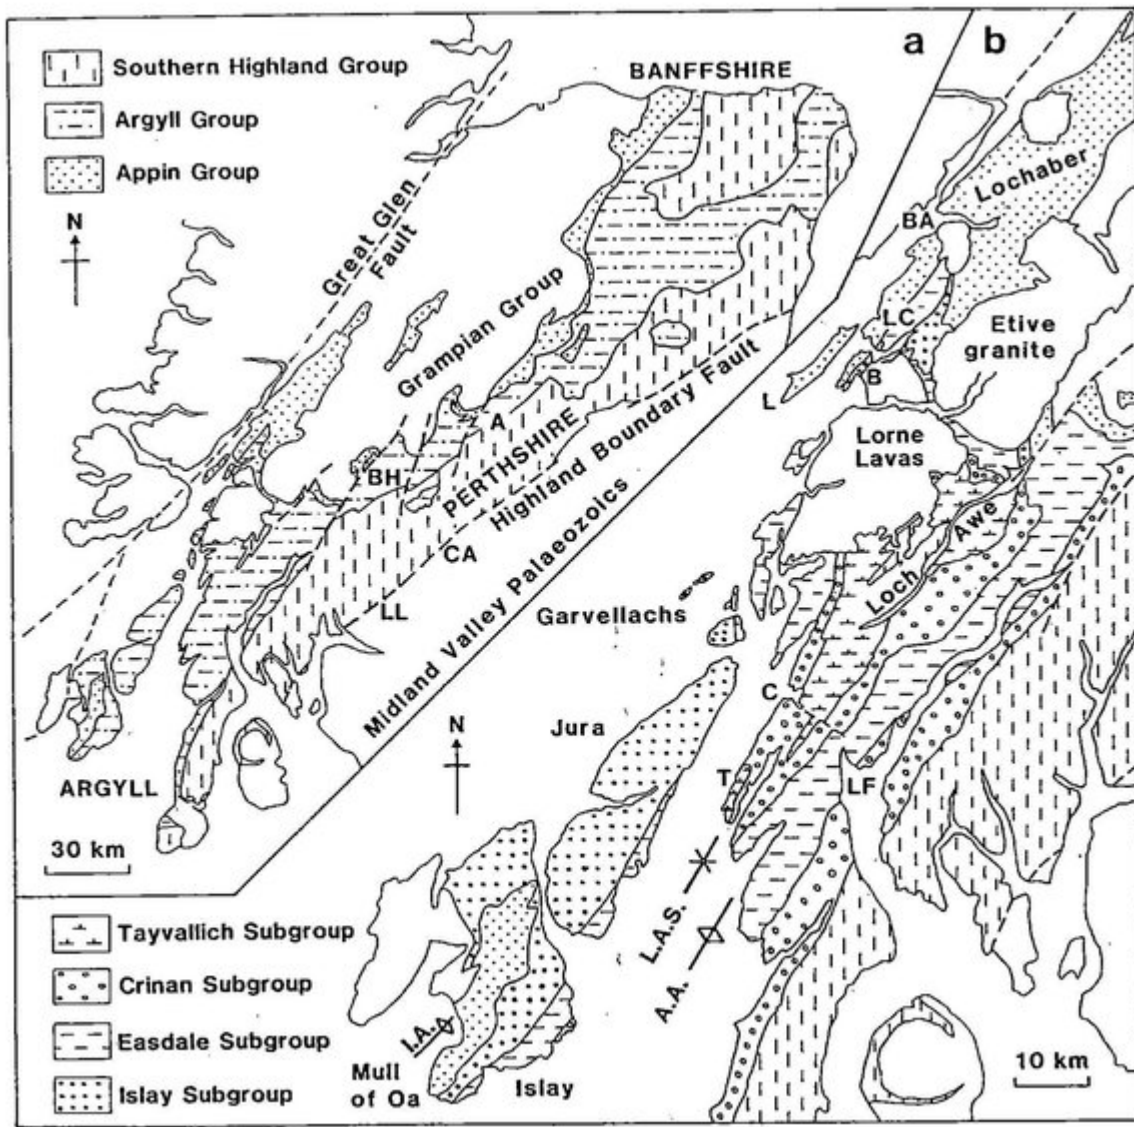 a
b
Southern Highland Group
Argyll Group
Appin Group
N
BANFFSHIRE
Great Glen
Fault
Grampian Group
A
BH
PERTHSHIRE
Highland Boundary Fault
CA
LL
Midland Valley Palaeozoics
ARGYLL
30 km
Lochaber
BA
LC
Etive
granite
B
L
Lorne
Lavas
Loch Awe
Garvellachs
C
Jura
N
T
LF
L.A.S.
A.A.
I.A.
Mull
of Oa
Islay
10 km
Tayvallich Subgroup
Crinan Subgroup
Easdale Subgroup
Islay Subgroup